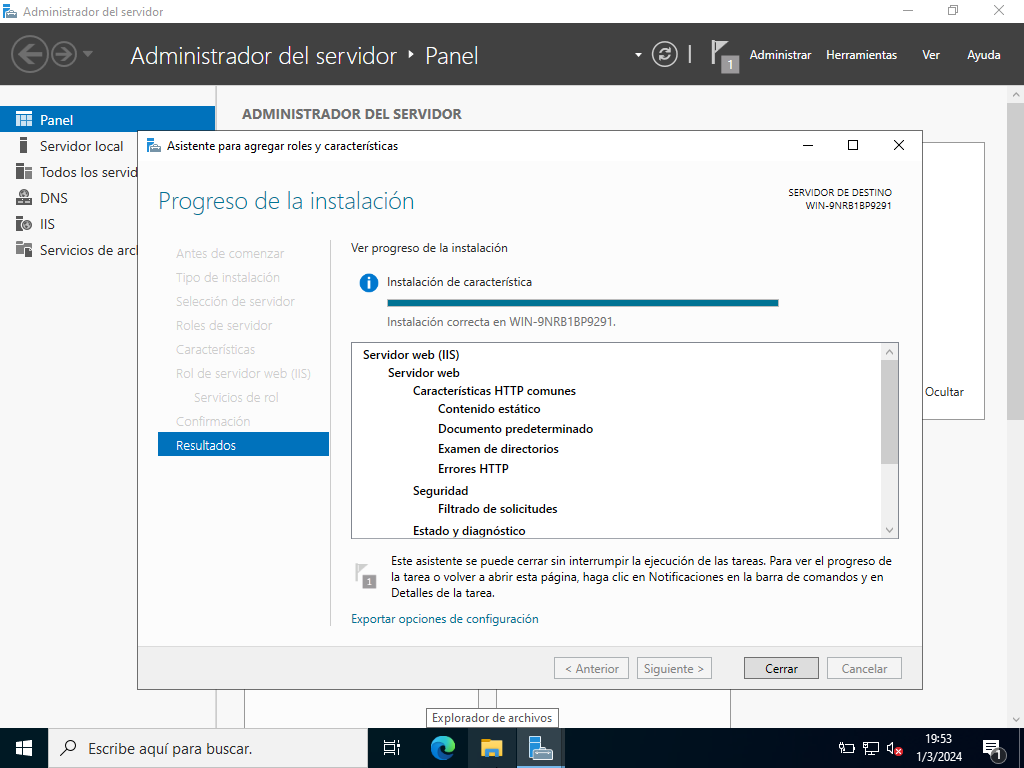 Administrador del servidor
Administrador del servidor ‣ Panel
1
Administrar Herramientas Ver Ayuda
Panel
Servidor local
Todos los servid
DNS
IIS
Servicios de arc
ADMINISTRADOR DEL SERVIDOR
Ocultar
Asistente para agregar roles y características
Progreso de la instalación
SERVIDOR DE DESTINO
WIN-9NRB1BP9291
Antes de comenzar
Tipo de instalación
Selección de servidor
Roles de servidor
Características
Rol de servidor web (IIS)
Servicios de rol
Confirmación
Resultados
Ver progreso de la instalación
Instalación de característica
Instalación correcta en WIN-9NRB1BP9291.
Servidor web (IIS)
Servidor web
Características HTTP comunes
Contenido estático
Documento predeterminado
Examen de directorios
Errores HTTP
Seguridad
Filtrado de solicitudes
Estado y diagnóstico
1
Este asistente se puede cerrar sin interrumpir la ejecución de las tareas. Para ver el progreso de
la tarea o volver a abrir esta página, haga clic en Notificaciones en la barra de comandos y en
Detalles de la tarea.
Exportar opciones de configuración
< Anterior
Siguiente >
Cerrar
Cancelar
Explorador de archivos
Escribe aquí para buscar.
19:53
1/3/2024
1